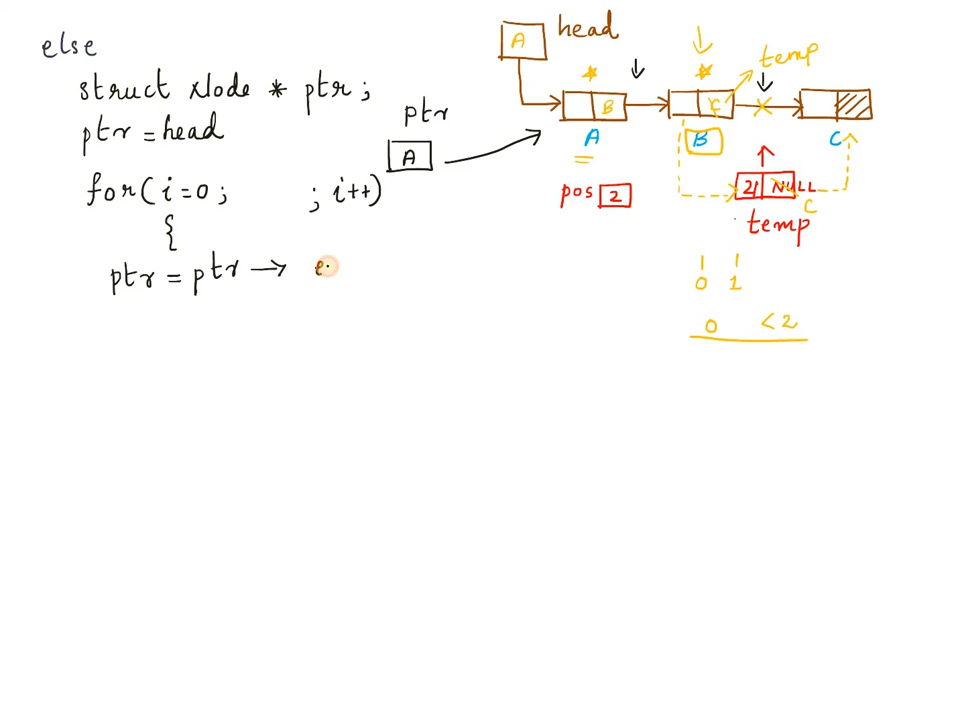 else
struct Node * ptr ;
ptr = head
for( i=0 ; ; i++)
{
ptr = ptr →
ptr
A
A head
temp
B
C
A
B
C
pos 2
21 NULL
C
temp
0 1
0 < 2